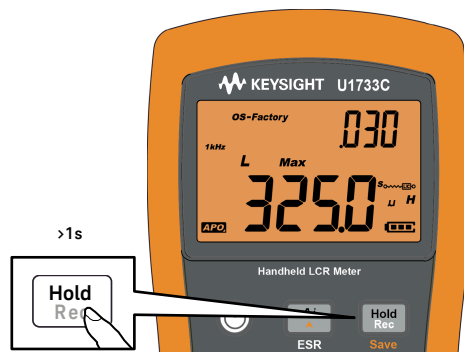 KEYSIGHT U1733C
OS-Factory
.030
1kHz
L Max
S LCD
325.0
µ H
APO
>1s
Handheld LCR Meter
Hold
Rec
Hold
Rec
ESR
Save